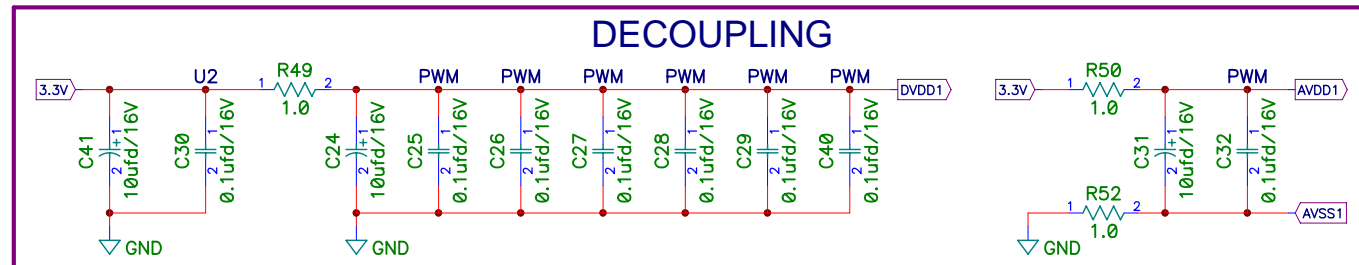 DECOUPLING
3.3V
U2
1 R49 2
1.0
PWM
PWM
PWM
PWM
PWM
PWM
DVDD1
C41
+ 1
2
10ufd/16V
C30
1
2
0.1ufd/16V
C24
+ 1
2
10ufd/16V
C25
1
2
0.1ufd/16V
C26
1
2
0.1ufd/16V
C27
1
2
0.1ufd/16V
C28
1
2
0.1ufd/16V
C29
1
2
0.1ufd/16V
C40
1
2
0.1ufd/16V
GND
GND
3.3V
1 R50 2
1.0
PWM
AVDD1
C31
+ 1
2
10ufd/16V
C32
1
2
0.1ufd/16V
1 R52 2
1.0
AVSS1
GND